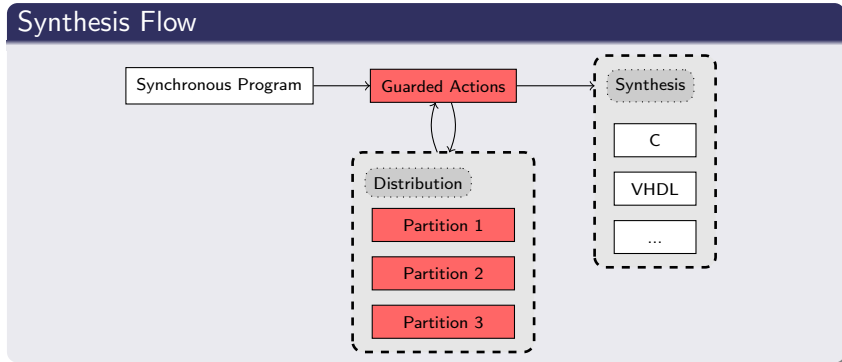 Synthesis Flow
Synchronous Program
Guarded Actions
Synthesis
C
VHDL
...
Distribution
Partition 1
Partition 2
Partition 3